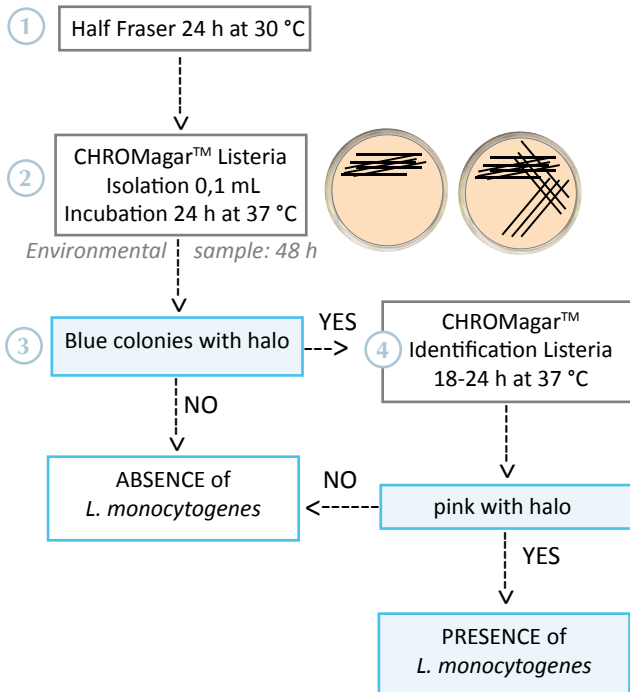 1
Half Fraser 24 h at 30 °C
2
CHROMagar™ Listeria
Isolation 0,1 mL
Incubation 24 h at 37 °C
Environmental sample: 48 h
3
Blue colonies with halo
YES
4
CHROMagar™
Identification Listeria
18-24 h at 37 °C
NO
ABSENCE of
L. monocytogenes
NO
pink with halo
YES
PRESENCE of
L. monocytogenes